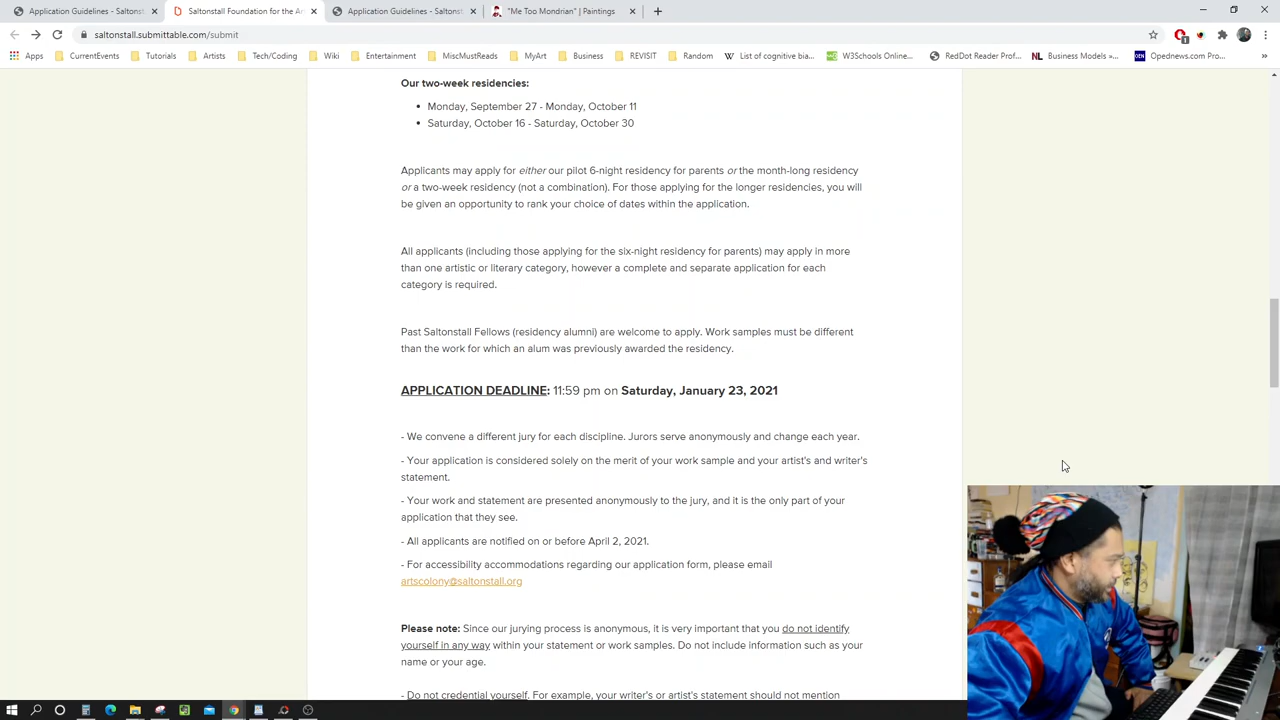 Application Guidelines - Saltons
Saltonstall Foundation for the Ar
Application Guidelines - Saltons
"Me Too Mondrian" | Paintings
saltonstall.submittable.com/submit
Apps
CurrentEvents
Tutorials
Artists
Tech/Coding
Wiki
Entertainment
MiscMustReads
MyArt
Business
REVISIT
Random
List of cognitive bia...
W3Schools Online...
RedDot Reader Prof...
Business Models »...
Opednews.com Pro...
Our two-week residencies:
• Monday, September 27 - Monday, October 11
• Saturday, October 16 - Saturday, October 30
Applicants may apply for either our pilot 6-night residency for parents or the month-long residency
or a two-week residency (not a combination). For those applying for the longer residencies, you will
be given an opportunity to rank your choice of dates within the application.
All applicants (including those applying for the six-night residency for parents) may apply in more
than one artistic or literary category, however a complete and separate application for each
category is required.
Past Saltonstall Fellows (residency alumni) are welcome to apply. Work samples must be different
than the work for which an alum was previously awarded the residency.
APPLICATION DEADLINE: 11:59 pm on Saturday, January 23, 2021
- We convene a different jury for each discipline. Jurors serve anonymously and change each year.
- Your application is considered solely on the merit of your work sample and your artist's and writer's
statement.
- Your work and statement are presented anonymously to the jury, and it is the only part of your
application that they see.
- All applicants are notified on or before April 2, 2021.
- For accessibility accommodations regarding our application form, please email
artscolony@saltonstall.org
Please note: Since our jurying process is anonymous, it is very important that you do not identify
yourself in any way within your statement or work samples. Do not include information such as your
name or your age.
- Do not credential yourself. For example, your writer's or artist's statement should not mention